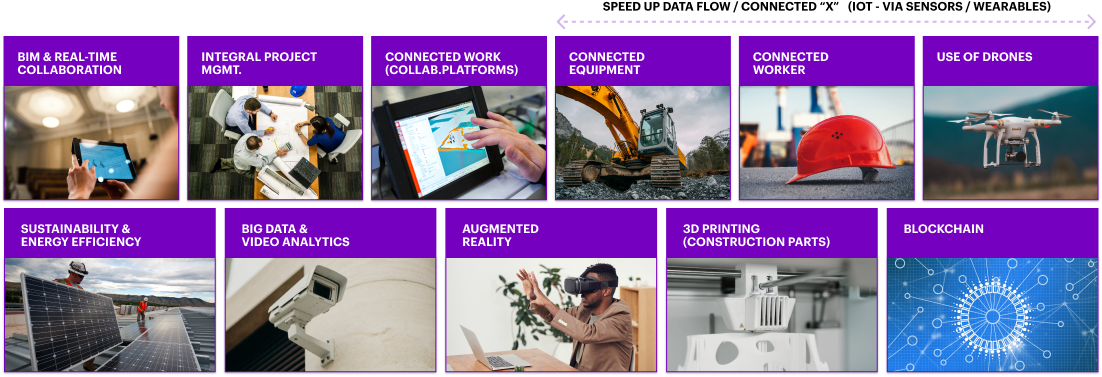 SPEED UP DATA FLOW / CONNECTED “X” (IOT - VIA SENSORS / WEARABLES)
BIM & REAL-TIME
COLLABORATION
INTEGRAL PROJECT
MGMT.
CONNECTED WORK
(COLLAB.PLATFORMS)
CONNECTED
EQUIPMENT
CONNECTED
WORKER
USE OF DRONES
SUSTAINABILITY &
ENERGY EFFICIENCY
BIG DATA &
VIDEO ANALYTICS
AUGMENTED
REALITY
3D PRINTING
(CONSTRUCTION PARTS)
BLOCKCHAIN